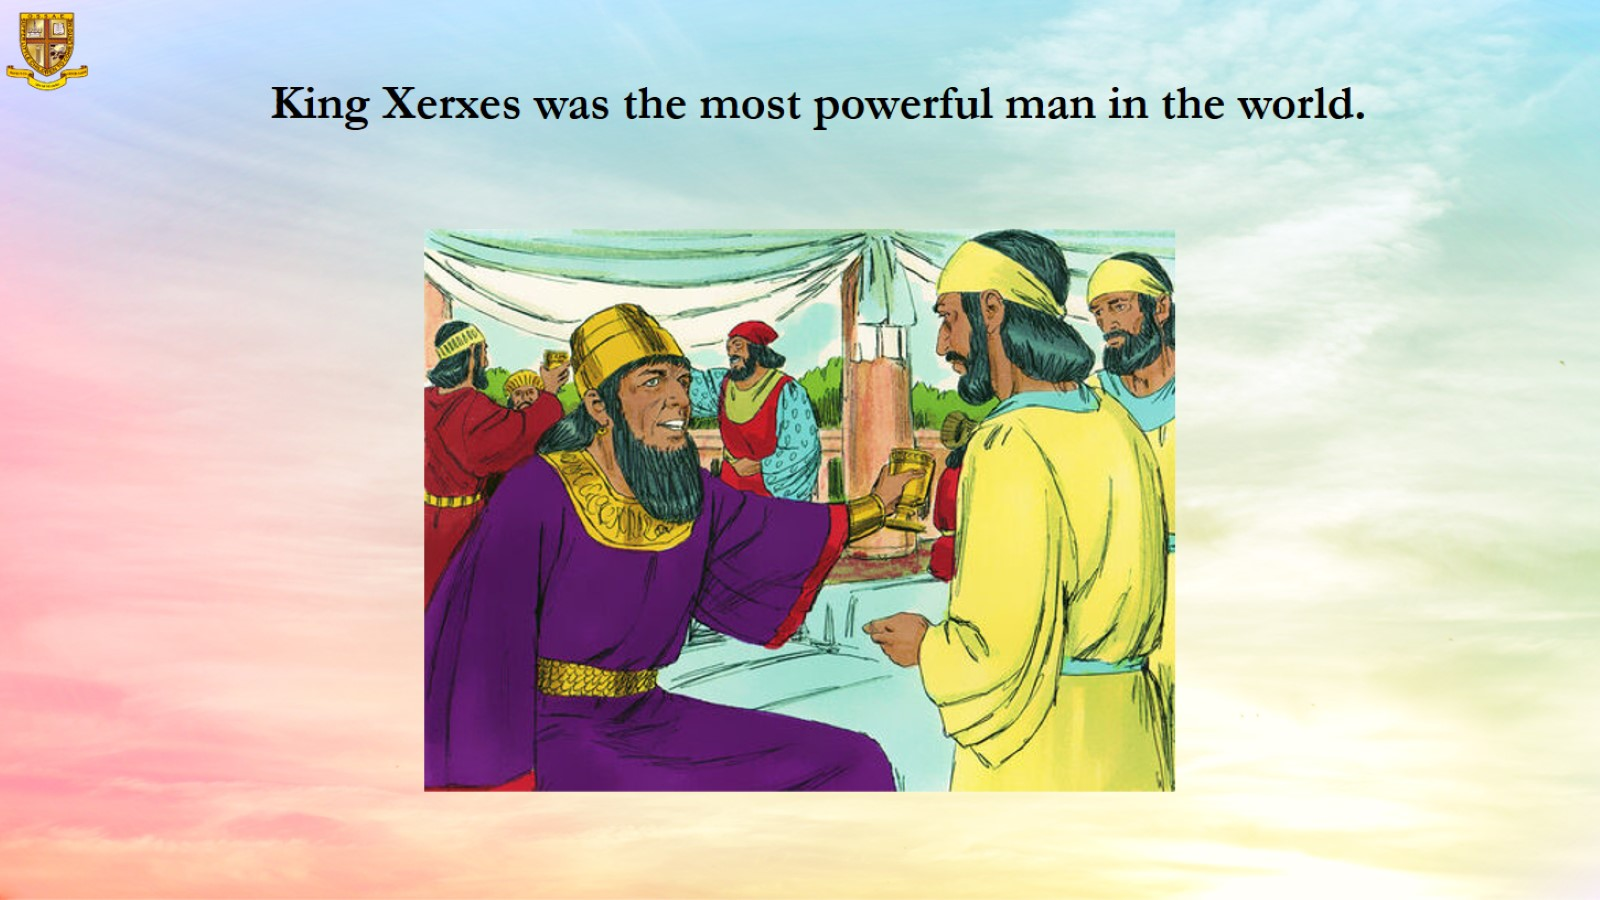 D.S.S.A.E
King Xerxes was the most powerful man in the world.